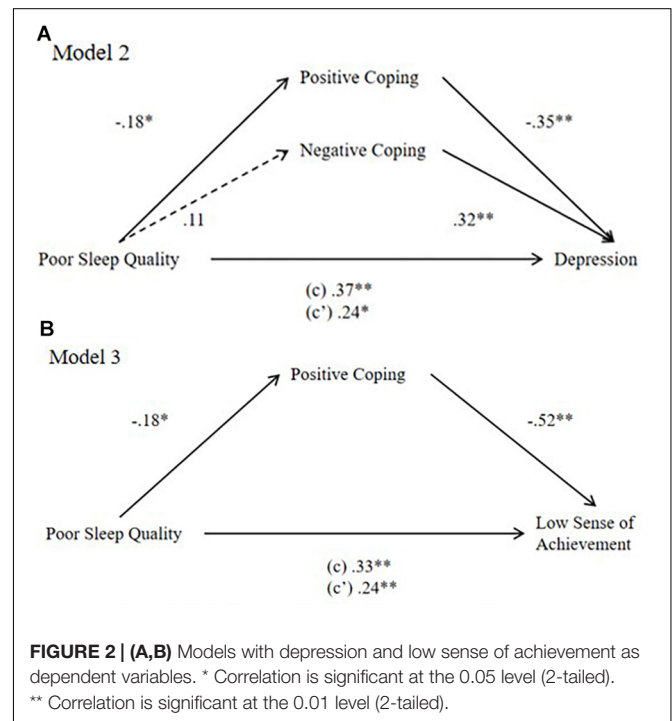 A
Model 2
Positive Coping
-.18*
-.35**
Negative Coping
.11
.32**
Poor Sleep Quality
Depression
(c) .37**
(c') .24*
B
Model 3
Positive Coping
-.18*
-.52**
Poor Sleep Quality
Low Sense of
Achievement
(c) .33**
(c') .24**
FIGURE 2 | (A,B) Models with depression and low sense of achievement as
dependent variables. * Correlation is significant at the 0.05 level (2-tailed).
** Correlation is significant at the 0.01 level (2-tailed).